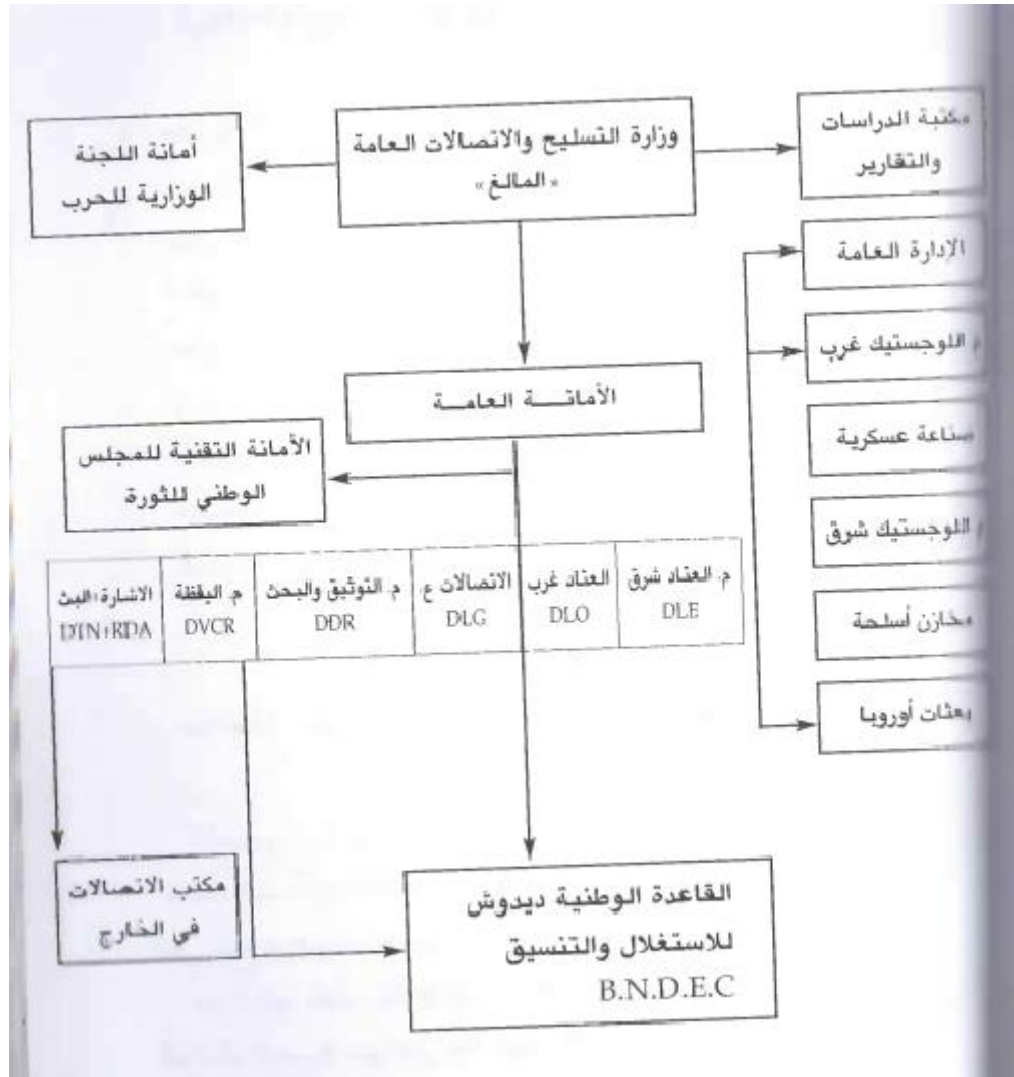 وزارة التسليح والاتصالات العامة
«المالغ»
مكتبة الدراسات
والتقارير
أمانة اللجنة
الوزارية للحرب
الإدارة العامة
م اللوجستيك غرب
صناعة عسكرية
م اللوجستيك شرق
مخازن أسلحة
بعثات أوروبا
الأمانـــة العامـــة
الأمانة التقنية للمجلس
الوطني للثورة
م. العتاد شرق
DLE
العتاد غرب
DLO
الاتصالات ع.
DLG
م. التوثيق والبحث
DDR
م. اليقظة
DVCR
الاشارة؛ البث
DTN؛RDA
مكتب الاتصالات
في الخارج
القاعدة الوطنية ديدوش
للاستغلال والتنسيق
B.N.D.E.C